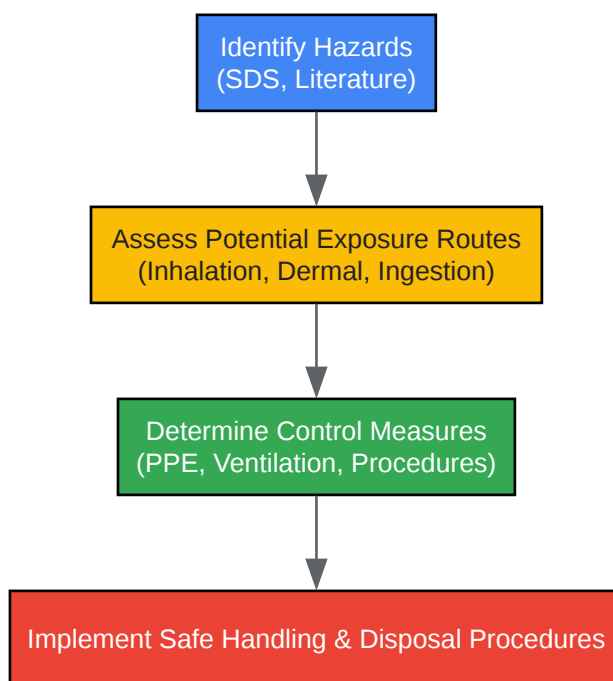 Identify Hazards
(SDS, Literature)
Assess Potential Exposure Routes
(Inhalation, Dermal, Ingestion)
Determine Control Measures
(PPE, Ventilation, Procedures)
Implement Safe Handling & Disposal Procedures